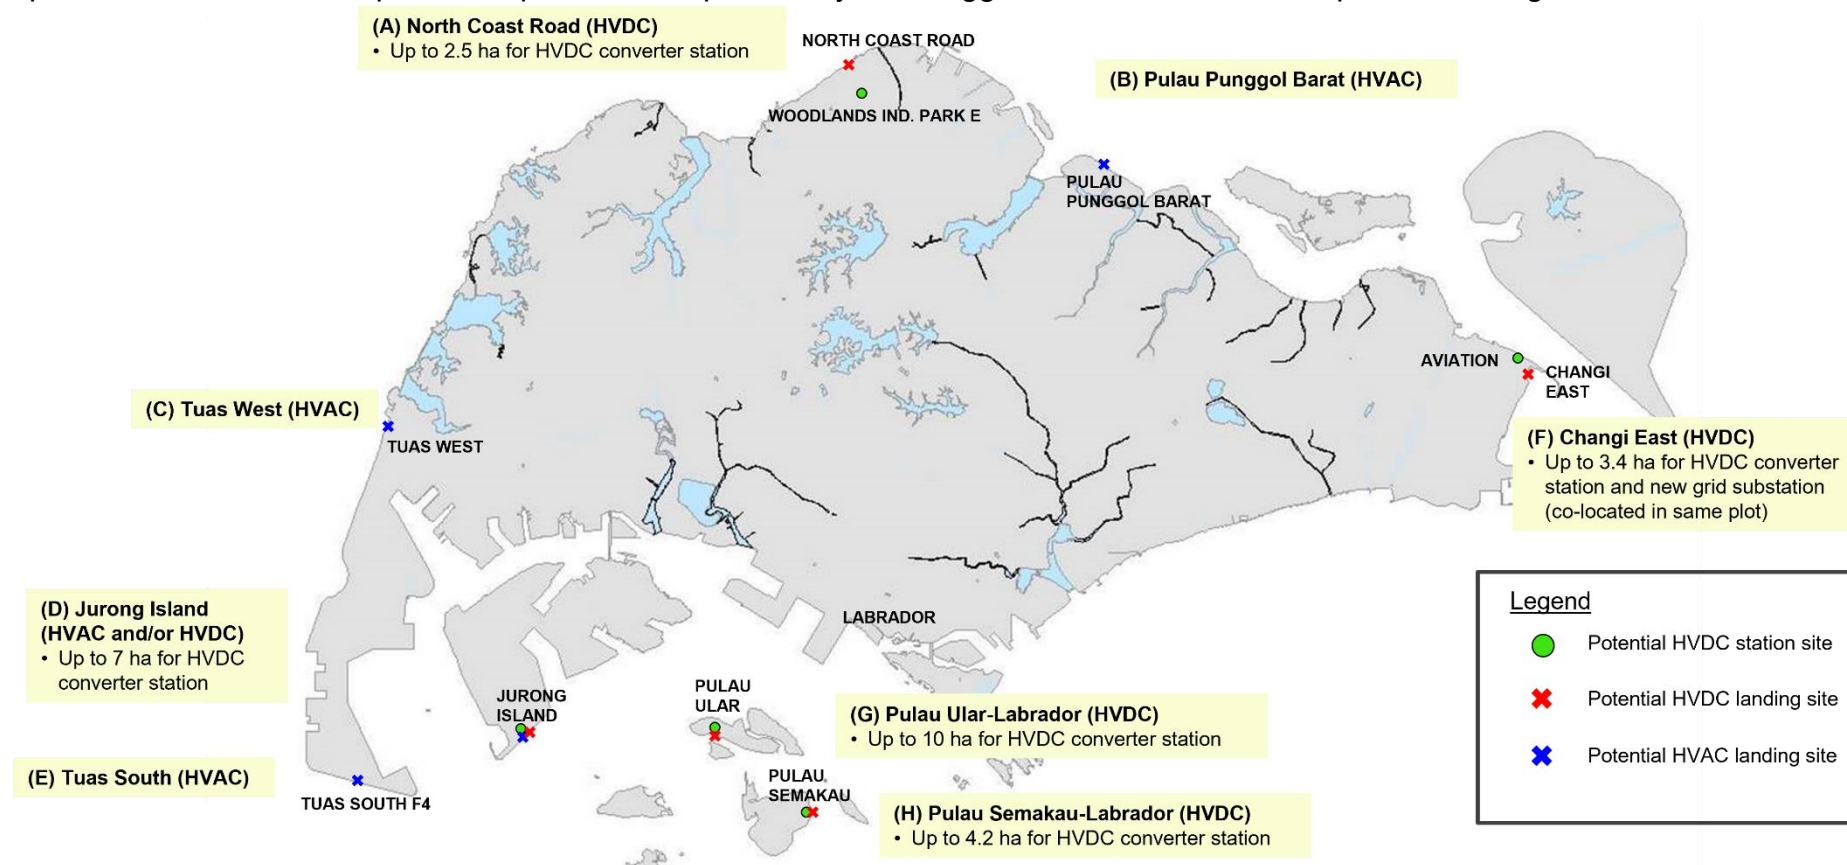 (A) North Coast Road (HVDC)
• Up to 2.5 ha for HVDC converter station
NORTH COAST ROAD
WOODLANDS IND. PARK E
(B) Pulau Punggol Barat (HVAC)
PULAU
PUNGGOL BARAT
AVIATION
CHANGI
EAST
(C) Tuas West (HVAC)
TUAS WEST
(F) Changi East (HVDC)
• Up to 3.4 ha for HVDC converter
station and new grid substation
(co-located in same plot)
(D) Jurong Island
(HVAC and/or HVDC)
• Up to 7 ha for HVDC
converter station
LABRADOR
JURONG
ISLAND
PULAU
ULAR
(G) Pulau Ular-Labrador (HVDC)
• Up to 10 ha for HVDC converter station
(E) Tuas South (HVAC)
TUAS SOUTH F4
PULAU
SEMAKAU
(H) Pulau Semakau-Labrador (HVDC)
• Up to 4.2 ha for HVDC converter station
Legend
Potential HVDC station site
Potential HVDC landing site
Potential HVAC landing site